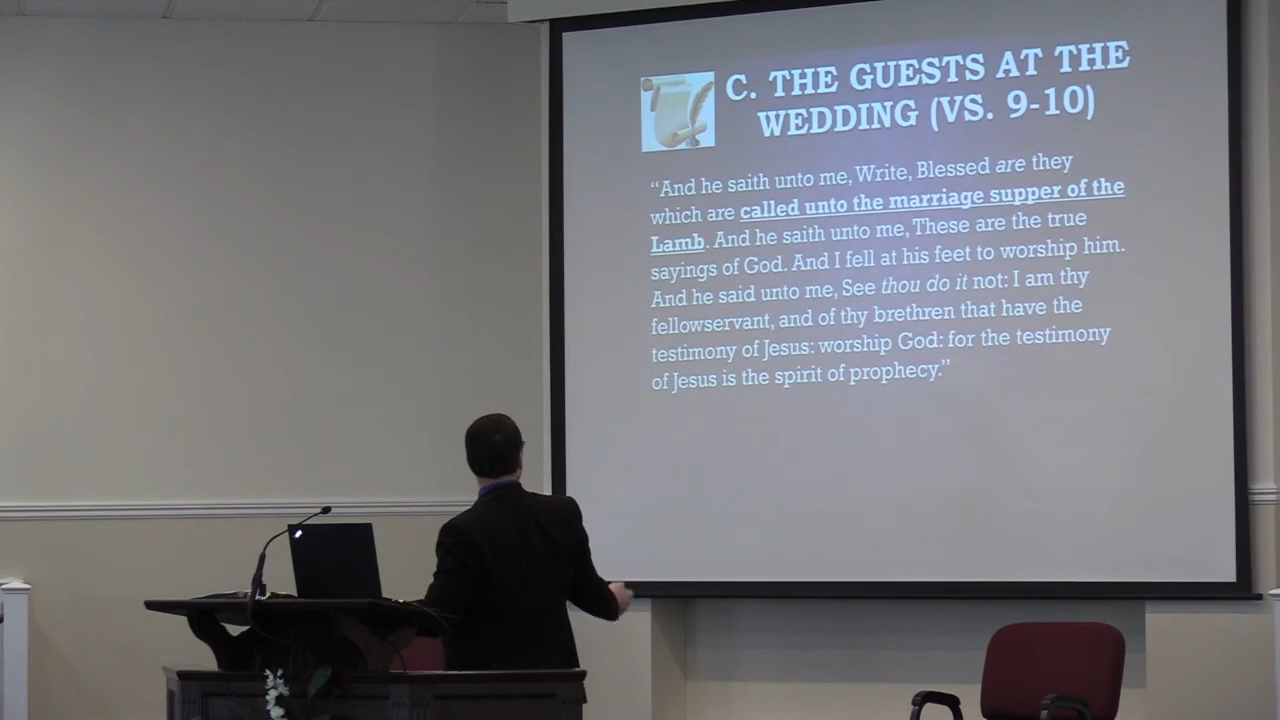 C. THE GUESTS AT THE
WEDDING (VS. 9-10)
“And he saith unto me, Write, Blessed are they
which are called unto the marriage supper of the
Lamb. And he saith unto me, These are the true
sayings of God. And I fell at his feet to worship him.
And he said unto me, See thou do it not: I am thy
fellowservant, and of thy brethren that have the
testimony of Jesus: worship God: for the testimony
of Jesus is the spirit of prophecy.”